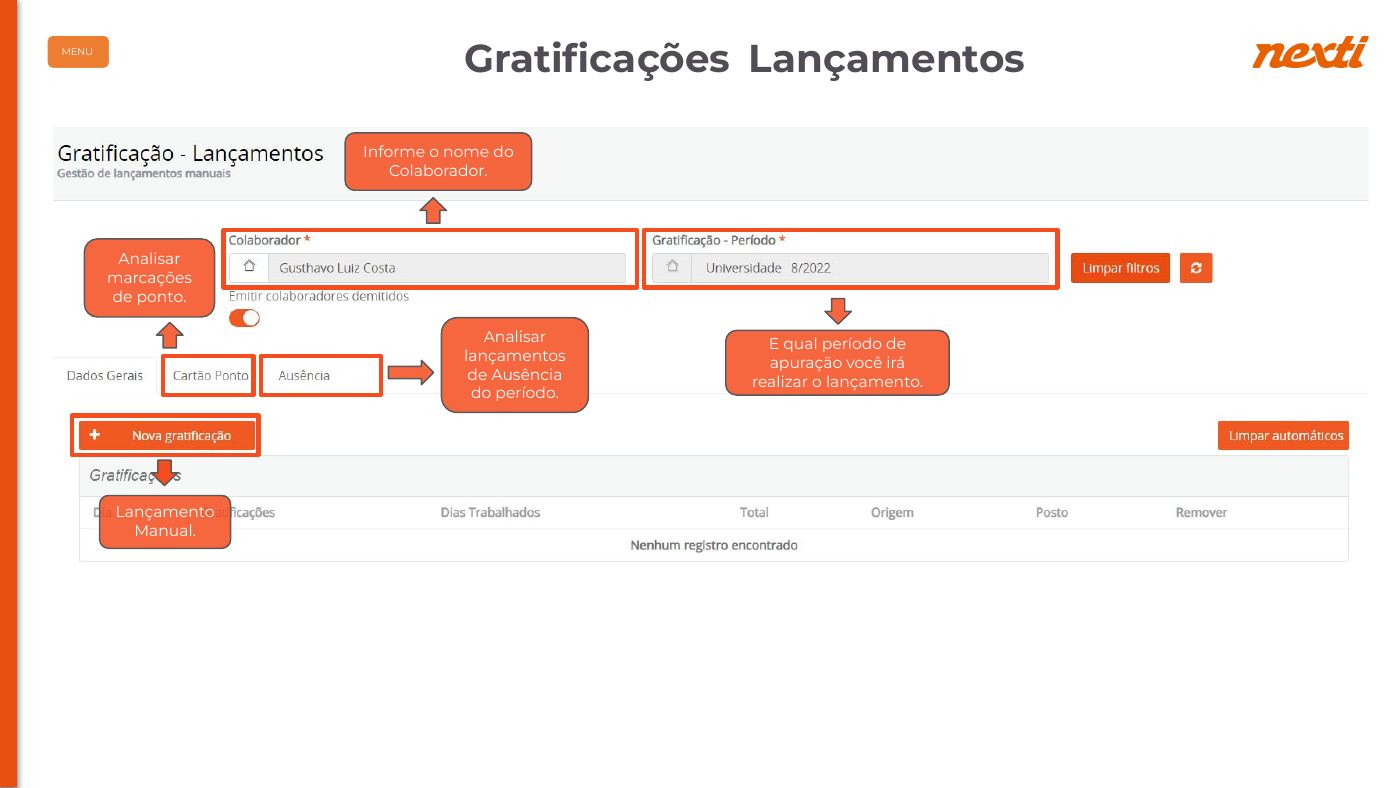 MENU
Gratificações Lançamentos
nexti
Gratificação - Lançamentos
Gestão de lançamentos manuais
Informe o nome do
Colaborador.
Analisar
marcações
de ponto.
Colaborador *
Gusthavo Luiz Costa
Emitir colaboradores demitidos
Gratificação - Período *
Universidade 8/2022
Limpar filtros
Analisar
lançamentos
de Ausência
do período.
E qual período de
apuração você irá
realizar o lançamento.
Dados Gerais Cartão Ponto Ausência
+ Nova gratificação
Limpar automáticos
Lançamento
Manual.
Dias Trabalhados Total Origem Posto Remover
Nenhum registro encontrado